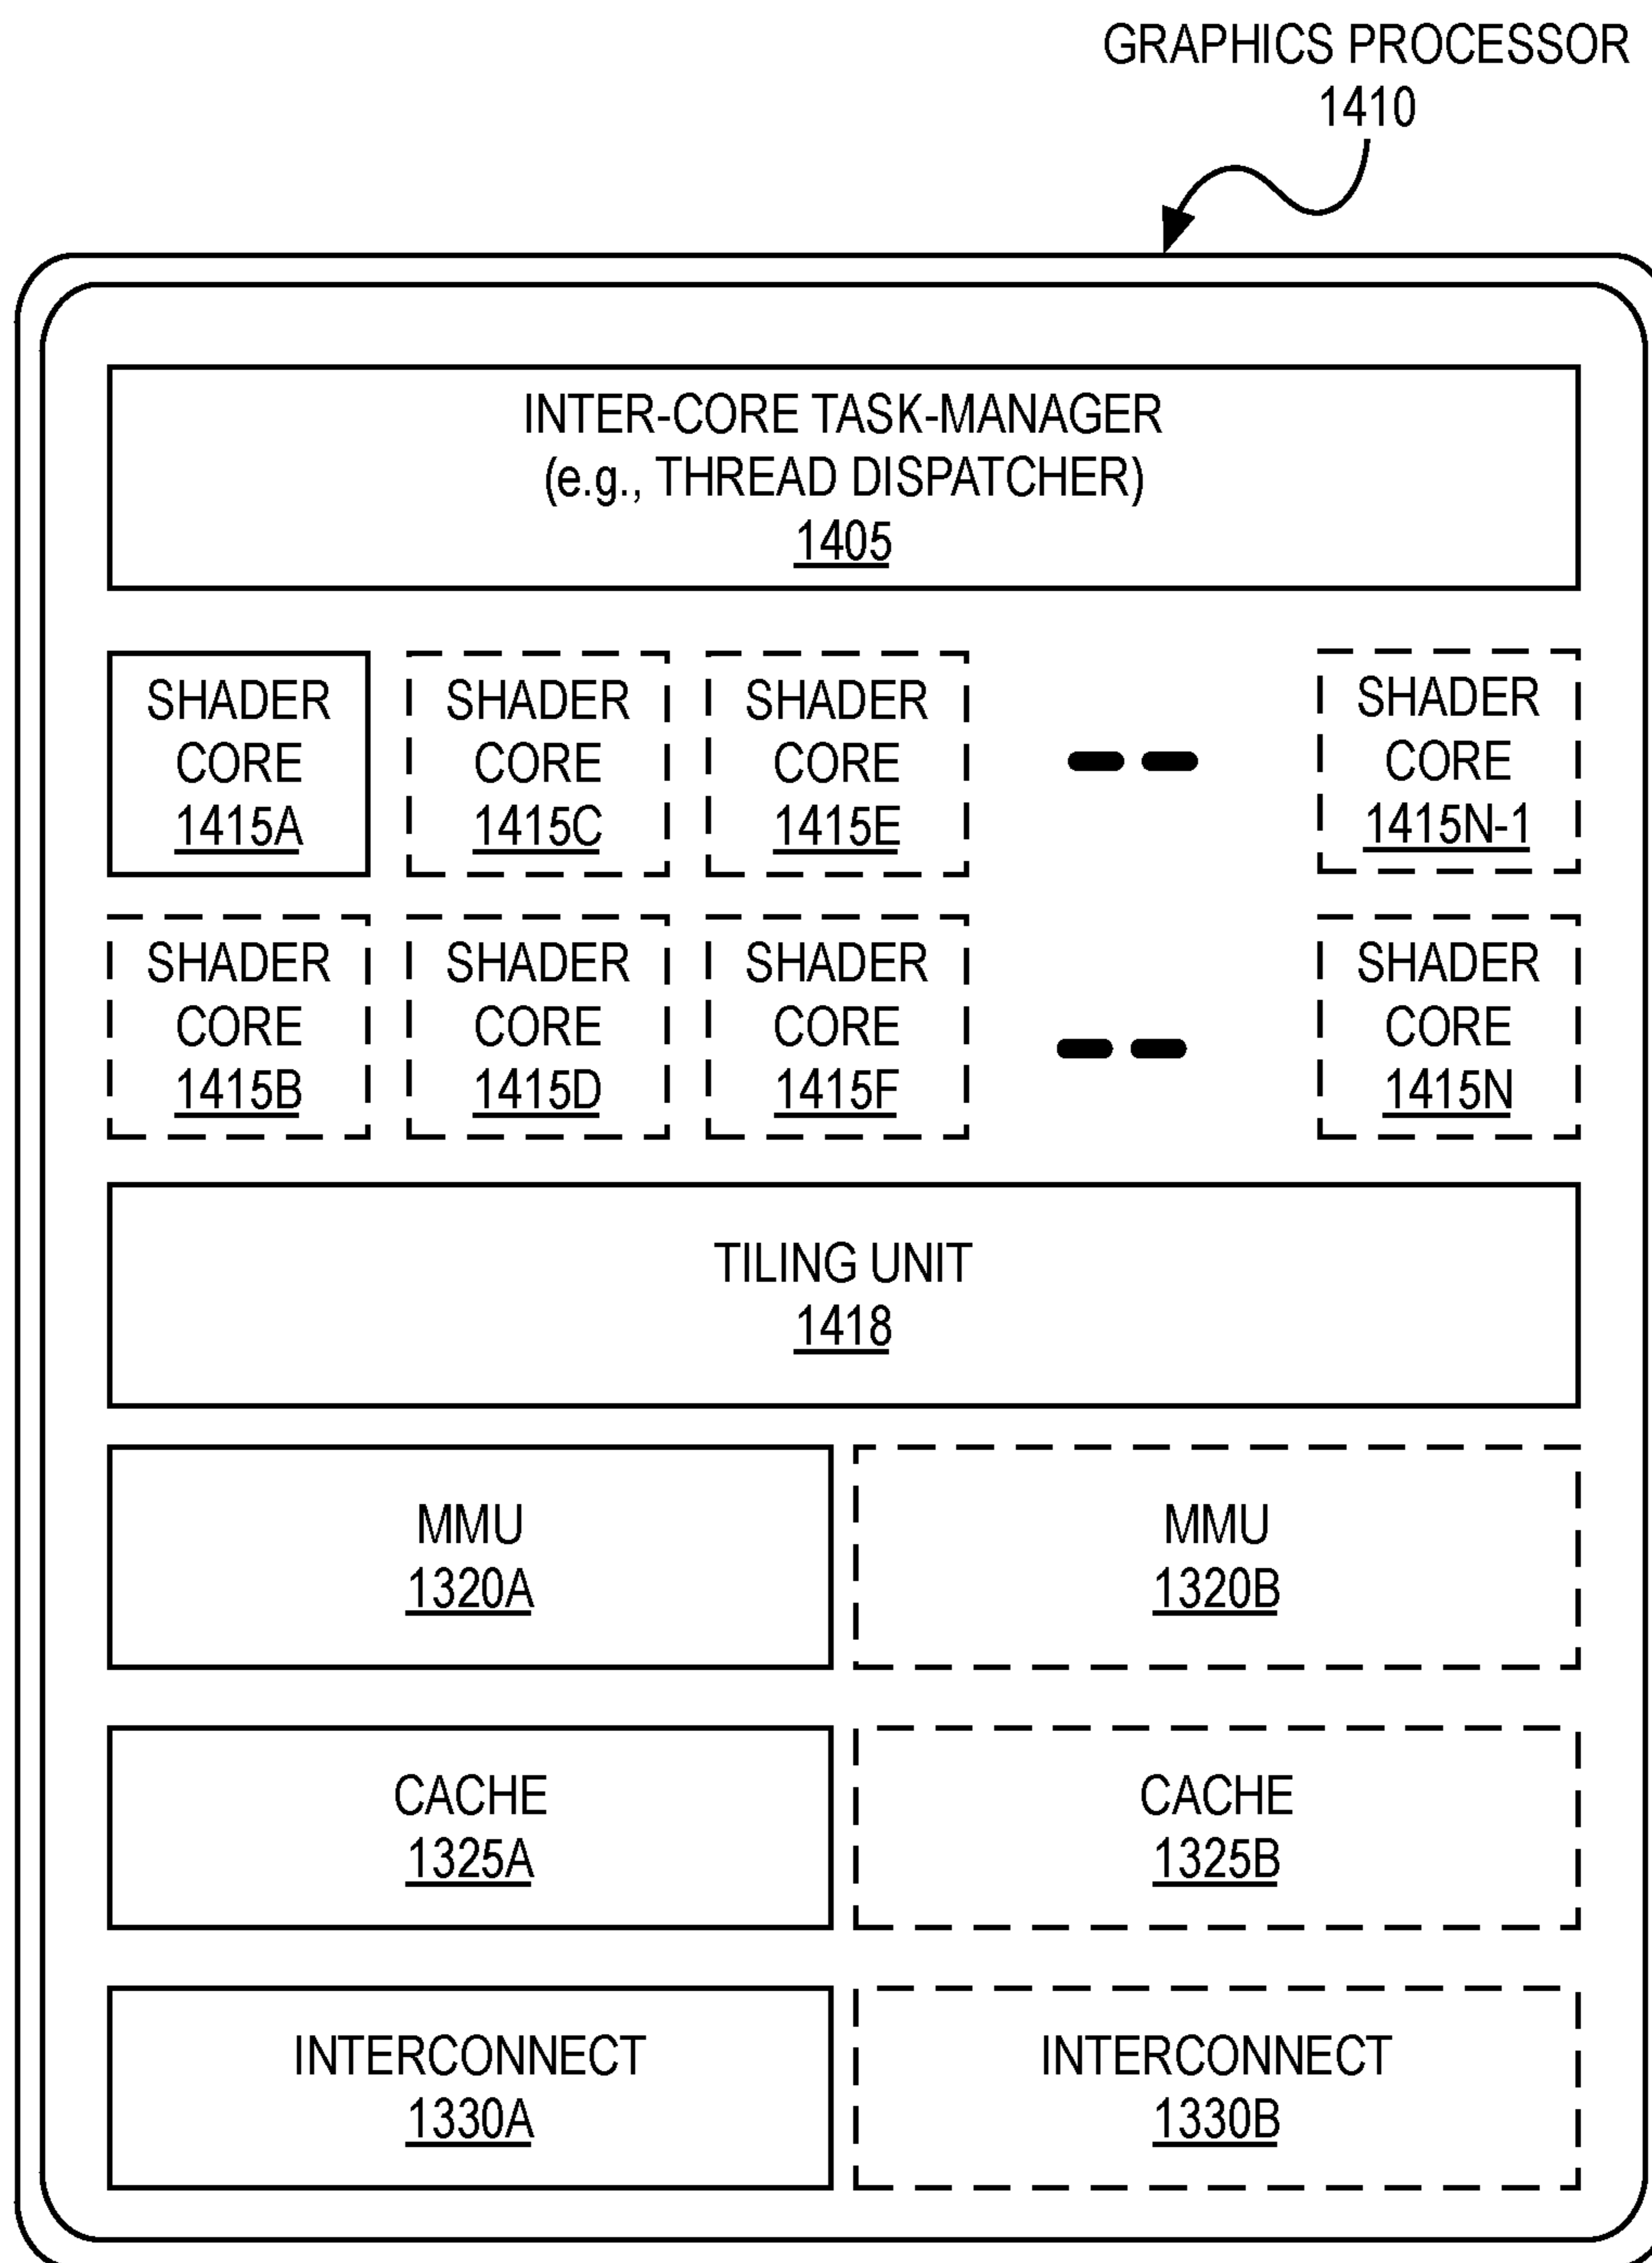 GRAPHICS PROCESSOR
1410
INTER-CORE TASK-MANAGER
(e.g., THREAD DISPATCHER)
1405
SHADER
CORE
1415A
SHADER
CORE
1415C
SHADER
CORE
1415E
SHADER
CORE
1415N-1
SHADER
CORE
1415B
SHADER
CORE
1415D
SHADER
CORE
1415F
SHADER
CORE
1415N
TILING UNIT
1418
MMU
1320A
MMU
1320B
CACHE
1325A
CACHE
1325B
INTERCONNECT
1330A
INTERCONNECT
1330B